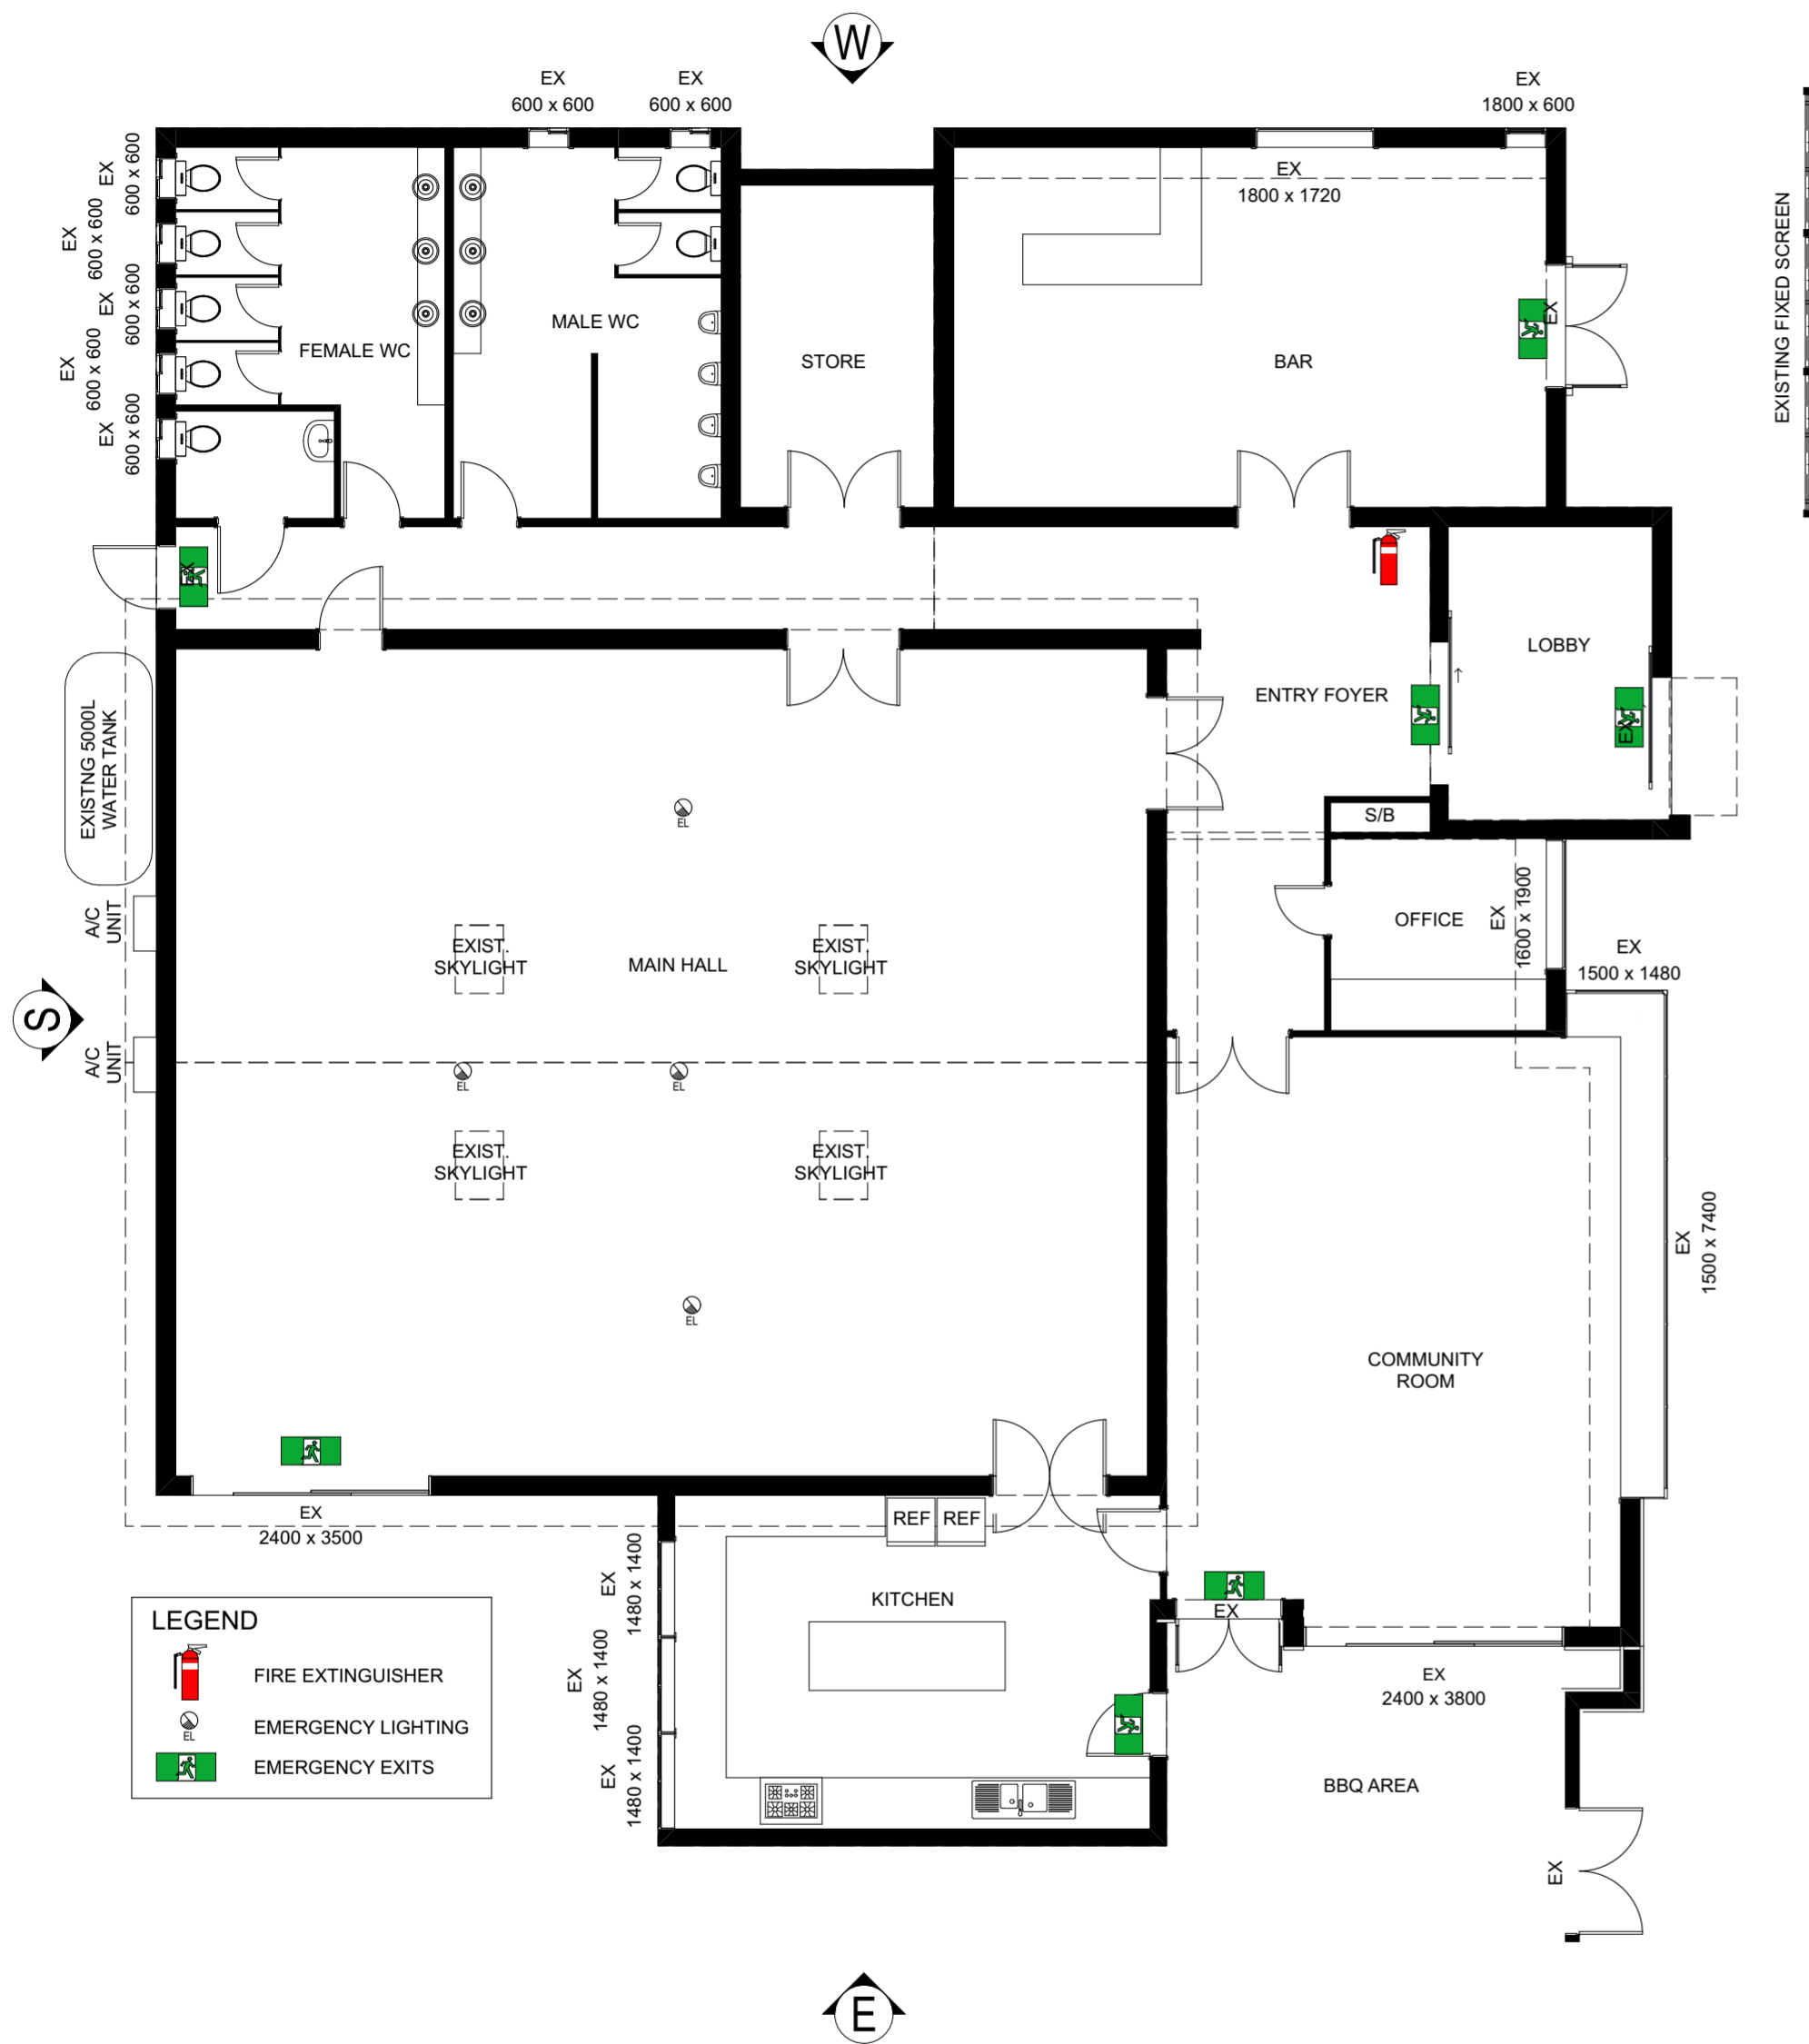 W
EX
600 x 600
EX
600 x 600
EX
1800 x 600
EX
600 x 600
EX
600 x 600
EX
600 x 600
EX
600 x 600
EX
600 x 600
EX
1800 x 1720
EXISTING FIXED SCREEN
FEMALE WC
MALE WC
STORE
BAR
EX
EX
LOBBY
ENTRY FOYER
EX
S/B
EXISTNG 5000L
WATER TANK
EL
A/C
UNIT
EXIST.
SKYLIGHT
MAIN HALL
EXIST.
SKYLIGHT
OFFICE
EX
1600 x 1900
EX
1500 x 1480
S
A/C
UNIT
EL
EL
EXIST.
SKYLIGHT
EXIST.
SKYLIGHT
EX
1500 x 7400
EL
COMMUNITY
ROOM
EX
2400 x 3500
REF
REF
EX
1480 x 1400
EX
1480 x 1400
EX
1480 x 1400
KITCHEN
EX
EX
2400 x 3800
BBQ AREA
EX
LEGEND
FIRE EXTINGUISHER
EL
EMERGENCY LIGHTING
EMERGENCY EXITS
E